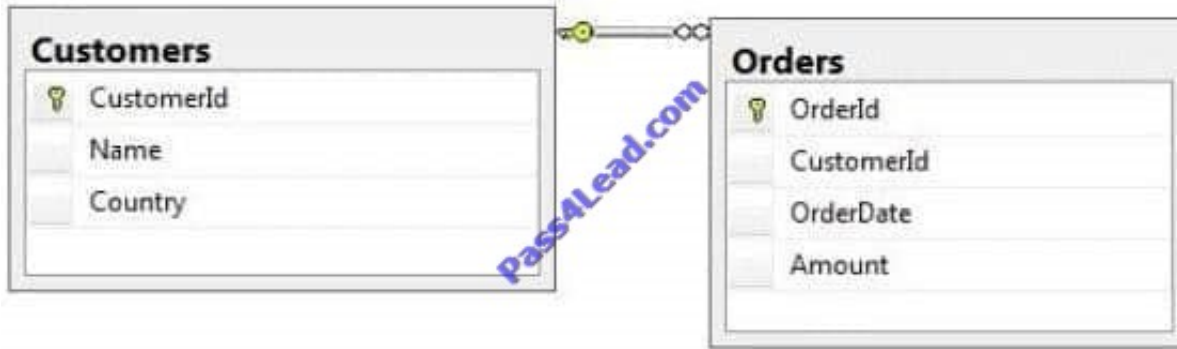 Customers
CustomerId
Name
Country
Orders
OrderId
CustomerId
OrderDate
Amount
Pass4Lead.com